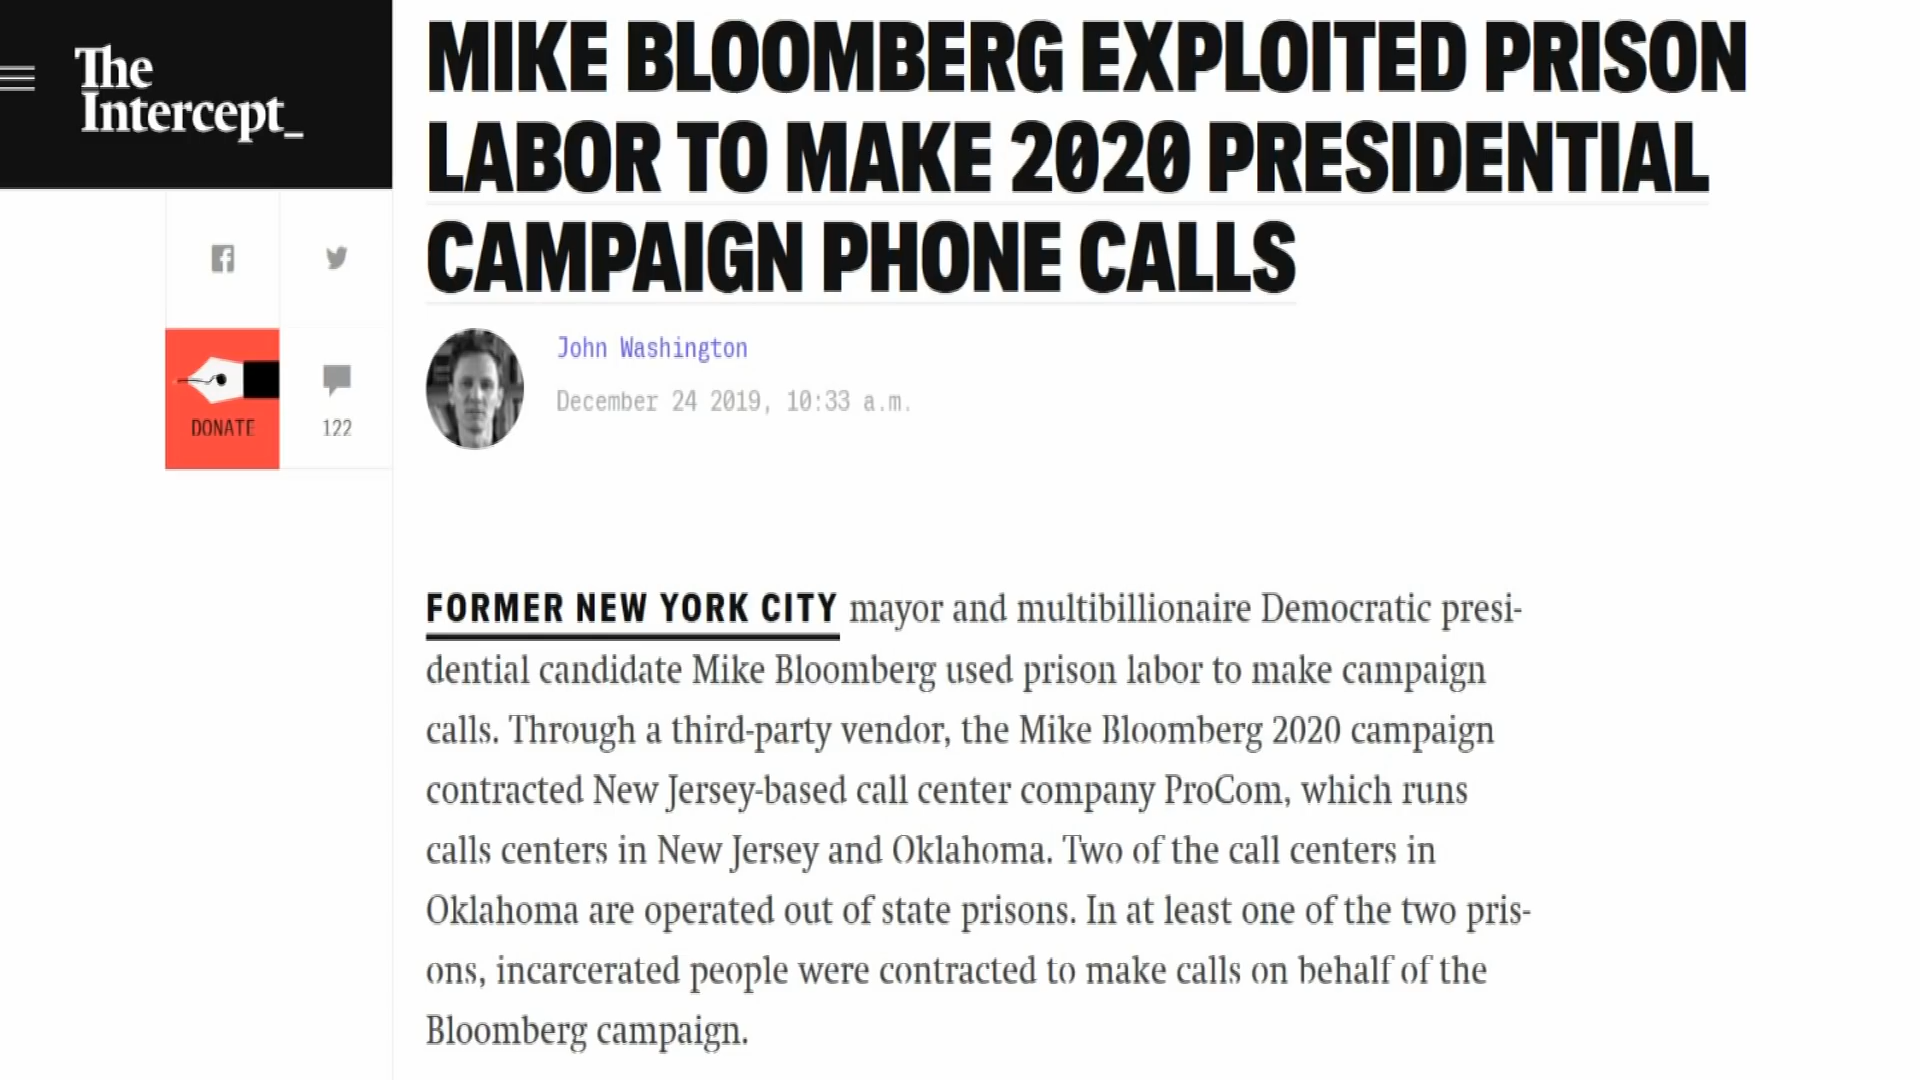 The
Intercept_
MIKE BLOOMBERG EXPLOITED PRISON
LABOR TO MAKE 2020 PRESIDENTIAL
CAMPAIGN PHONE CALLS
John Washington
December 24 2019, 10:33 a.m.
DONATE
122
FORMER NEW YORK CITY mayor and multibillionaire Democratic presi-
dential candidate Mike Bloomberg used prison labor to make campaign
calls. Through a third-party vendor, the Mike Bloomberg 2020 campaign
contracted New Jersey-based call center company ProCom, which runs
calls centers in New Jersey and Oklahoma. Two of the call centers in
Oklahoma are operated out of state prisons. In at least one of the two pris-
ons, incarcerated people were contracted to make calls on behalf of the
Bloomberg campaign.